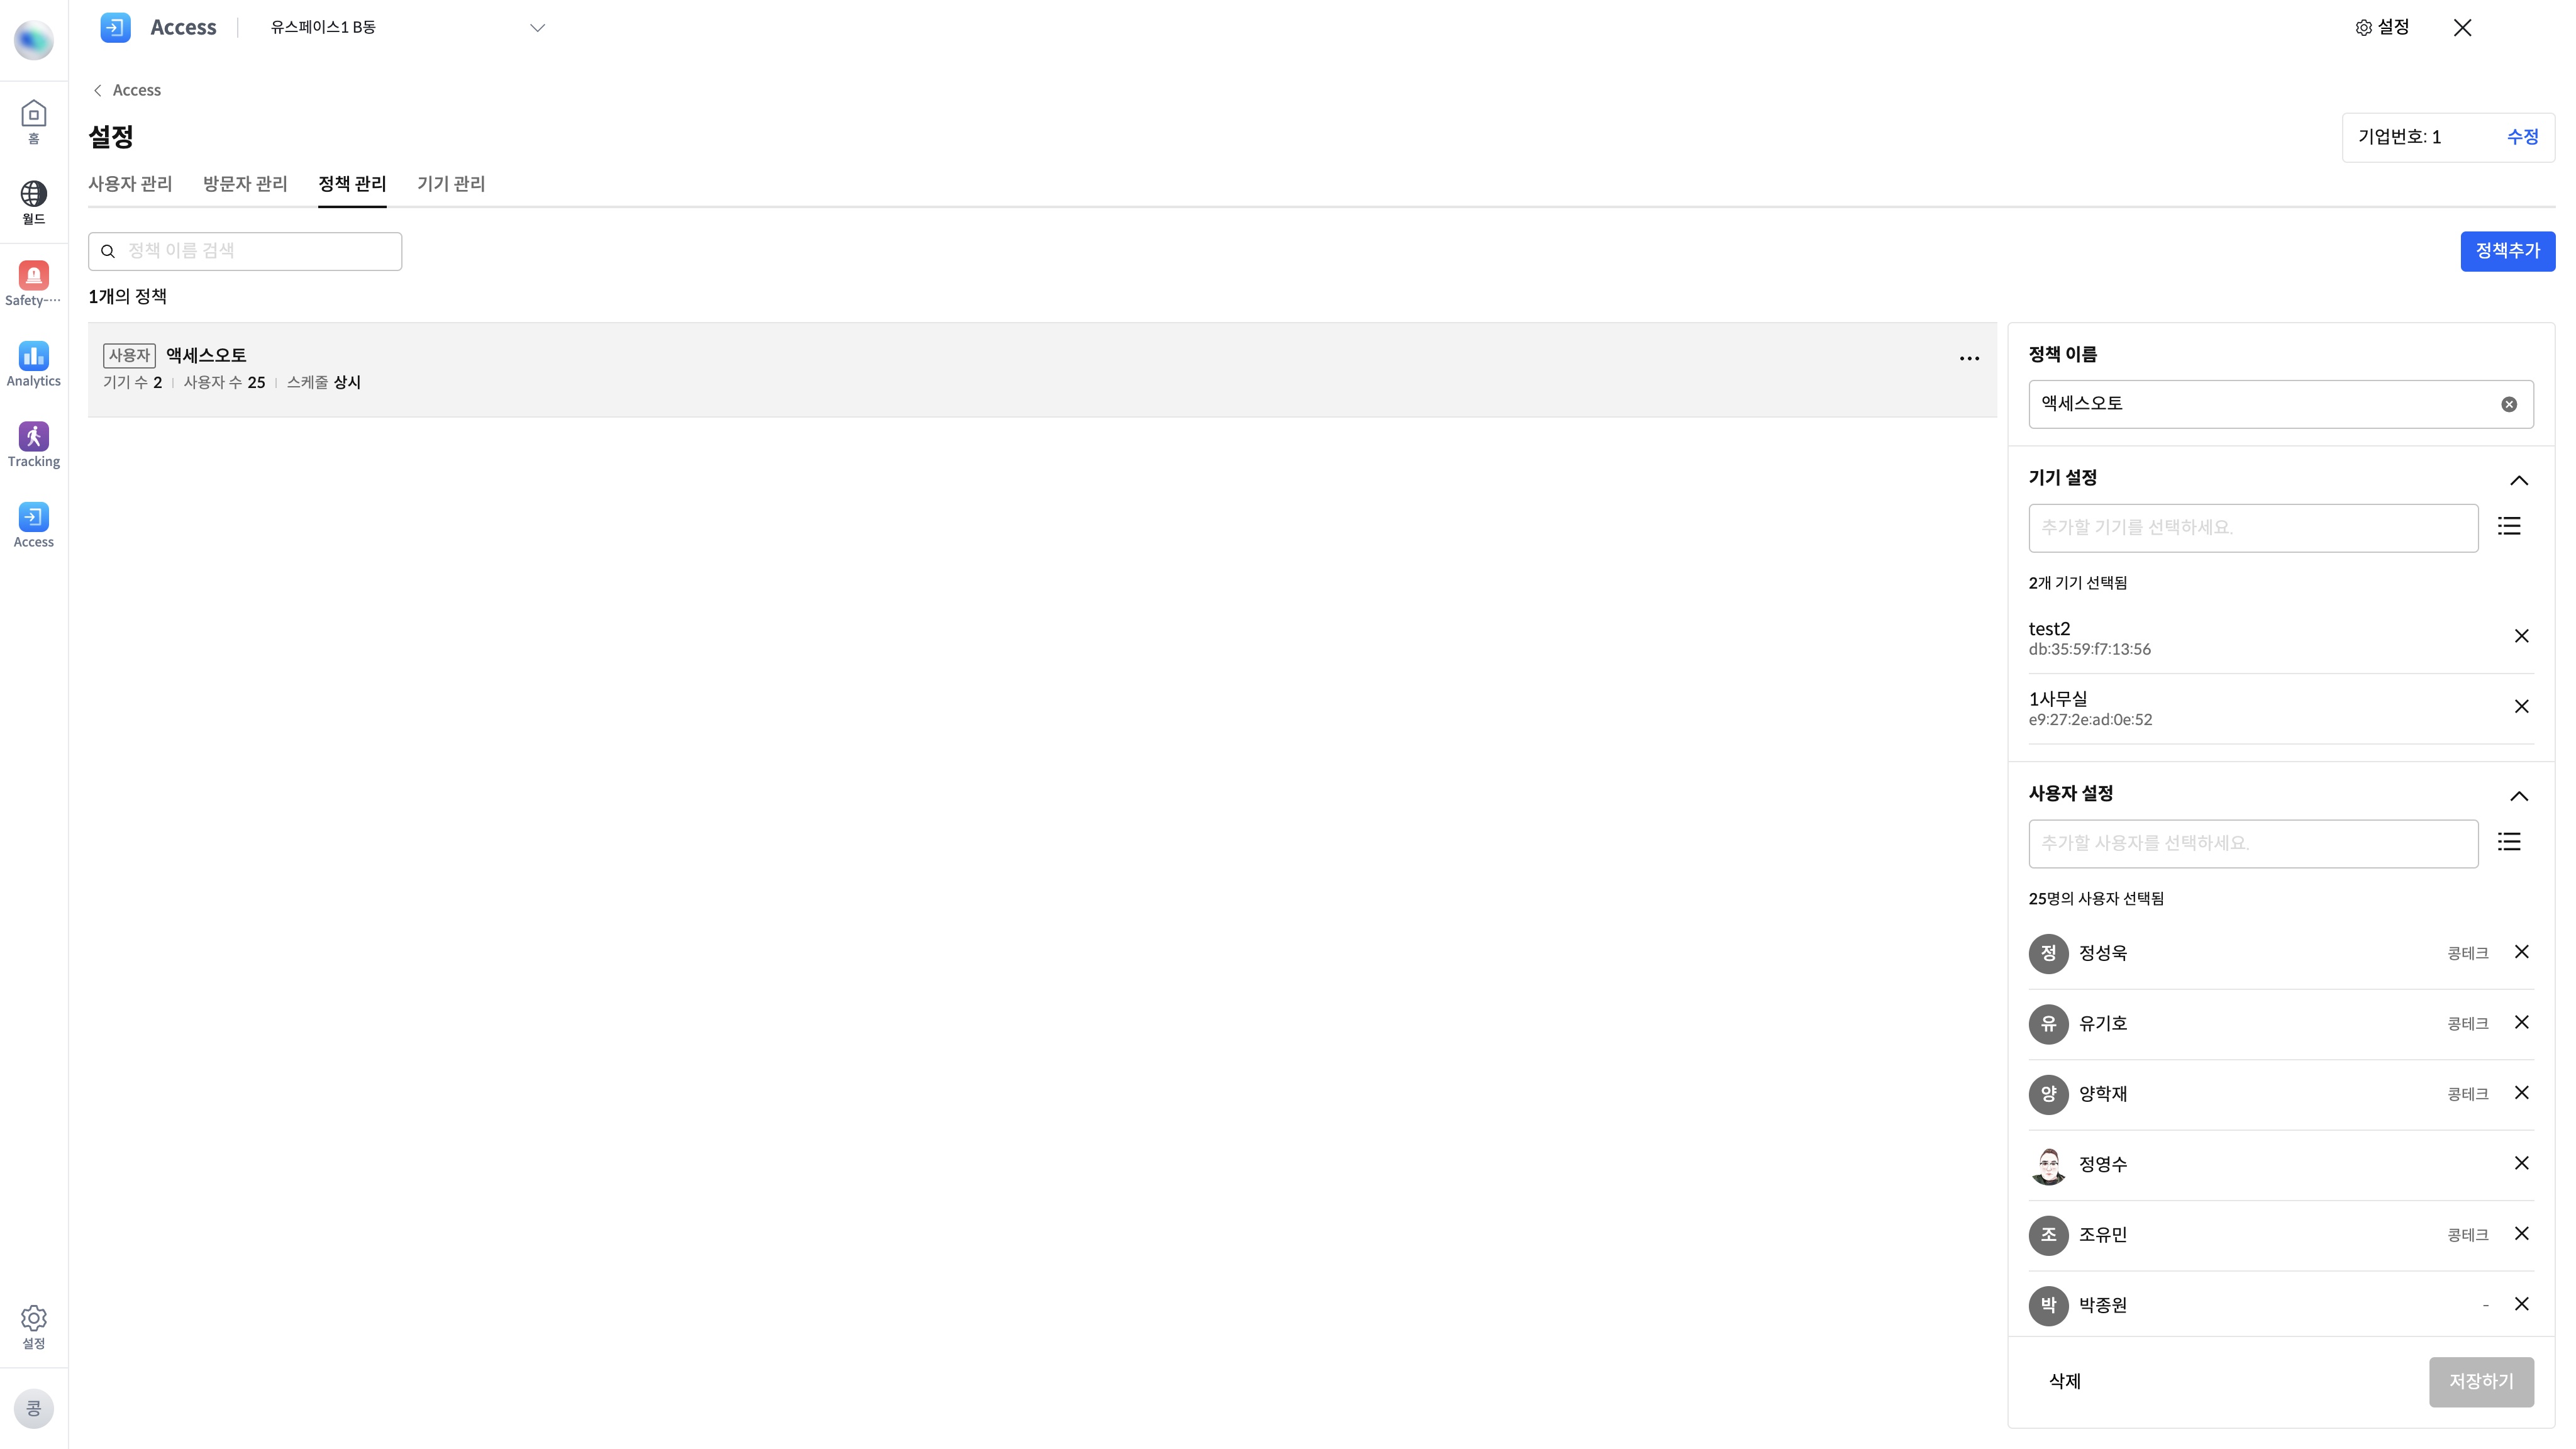 Access
유스페이스1 B동
설정
홈
월드
Safety-···
Analytics
Tracking
Access
설정
콩
Access
설정
기업번호: 1
수정
사용자 관리
방문자 관리
정책 관리
기기 관리
정책 이름 검색
정책추가
1개의 정책
사용자 액세스오토
기기 수 2 사용자 수 25 스케줄 상시
정책 이름
액세스오토
기기 설정
추가할 기기를 선택하세요.
2개 기기 선택됨
test2
db:35:59:f7:13:56
1사무실
e9:27:2e:ad:0e:52
사용자 설정
추가할 사용자를 선택하세요.
25명의 사용자 선택됨
정 정성욱 콩테크
유 유기호 콩테크
양 양학재 콩테크
정영수
조 조유민 콩테크
박 박종원 -
삭제
저장하기